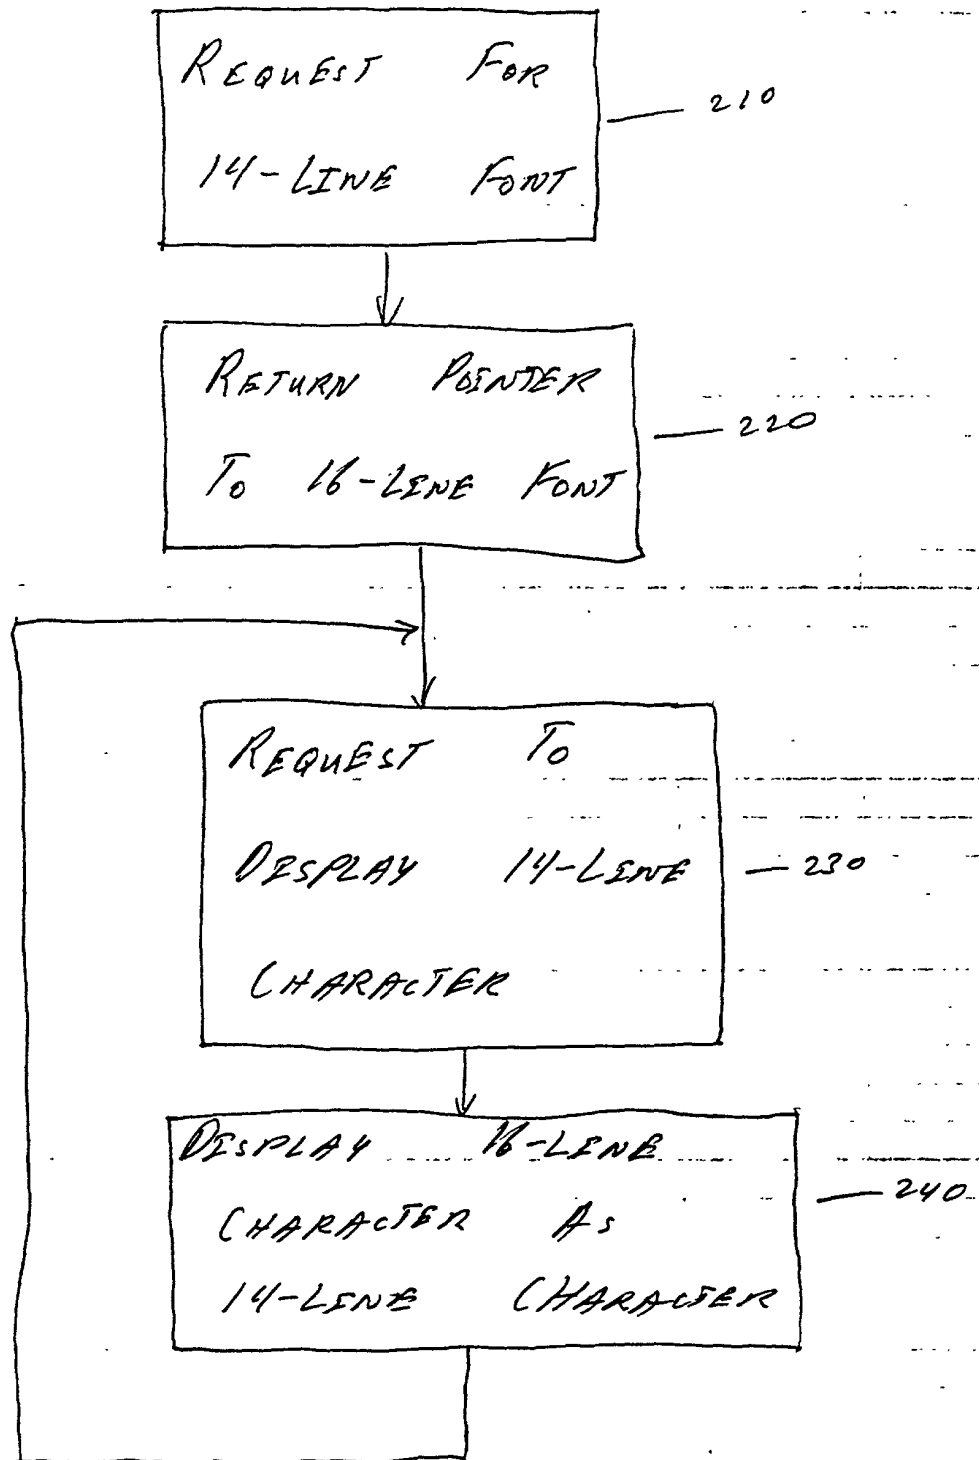 REQUEST FOR
14-LINE FONT
210
RETURN POINTER
TO 16-LINE FONT
220
REQUEST TO
DISPLAY 14-LINE
CHARACTER
230
DISPLAY 16-LINE
CHARACTER AS
14-LINE CHARACTER
240